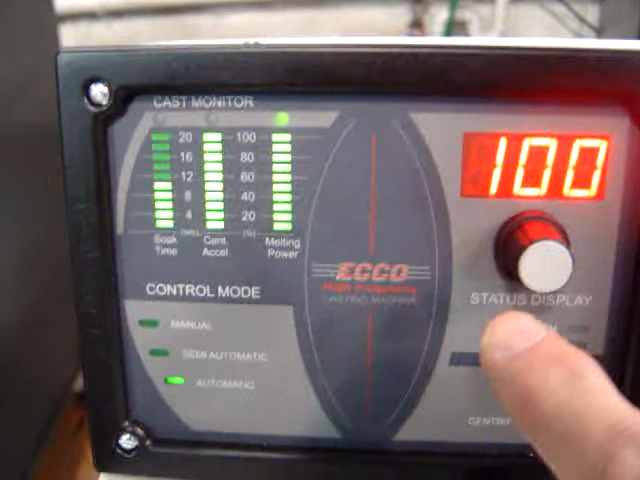 CAST MONITOR
20 100
16 80
12 60
8 40
4 20
(sec) (%)
Soak Time
Cent. Accel
Melting Power
100
ECCO
High Frequency
CASTING MACHINE
STATUS DISPLAY
CONTROL MODE
MANUAL
SEMI AUTOMATIC
AUTOMATIC